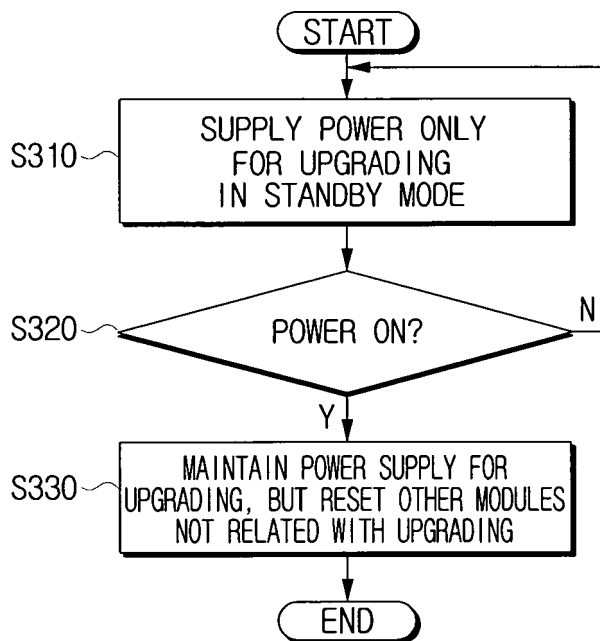 START
S310
SUPPLY POWER ONLY
FOR UPGRADING
IN STANDBY MODE
S320
POWER ON?
N
Y
S330
MAINTAIN POWER SUPPLY FOR
UPGRADING, BUT RESET OTHER MODULES
NOT RELATED WITH UPGRADING
END